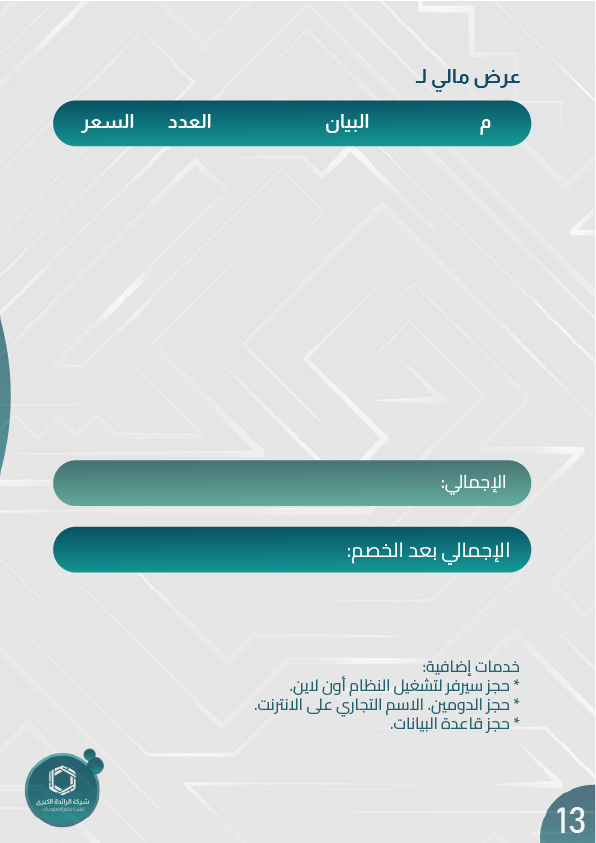 عرض مالي لـ
م البيان العدد السعر
الإجمالي:
الإجمالي بعد الخصم:
خدمات إضافية:
* حجز سيرفر لتشغيل النظام أون لاين.
* حجز الدومين. الاسم التجاري على الانترنت.
* حجز قاعدة البيانات.
شركة الرائدة الكبرى
13